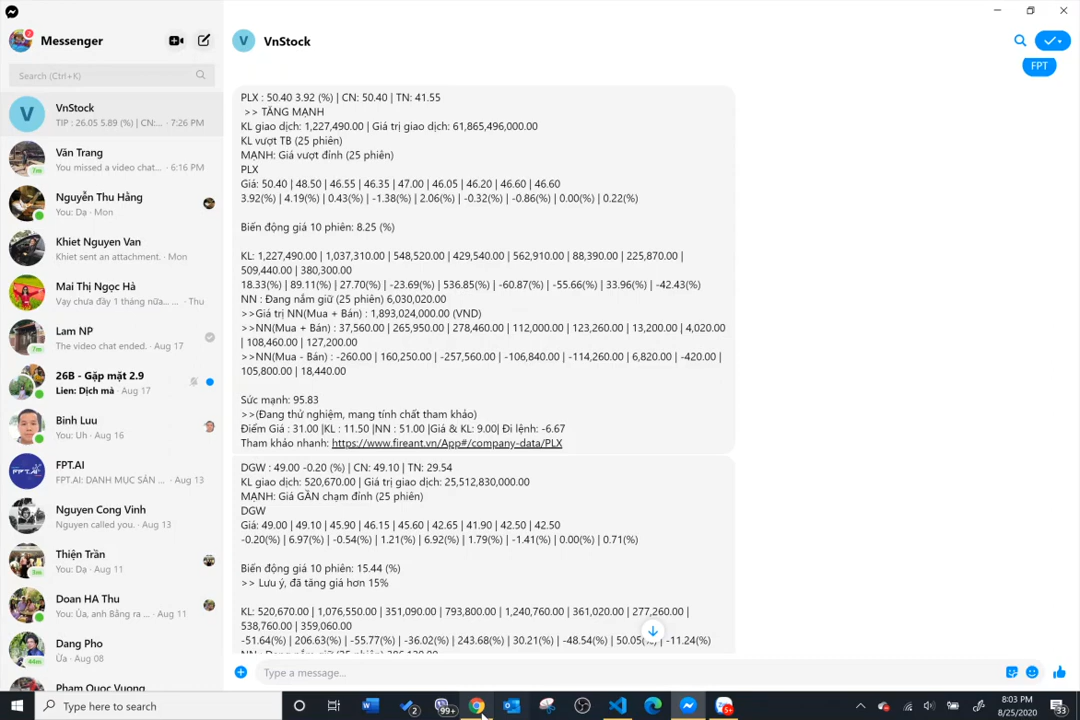 Messenger
Search (Ctrl+K)
V
VnStock
TIP : 26.05 5.89 (%) | CN:... · 7:26 PM
Văn Trang
You missed a video chat... · 6:16 PM
7m
Nguyễn Thu Hằng
You: Dạ · Mon
Khiet Nguyen Van
Khiet sent an attachment. · Mon
Mai Thị Ngọc Hà
Vay chưa đầy 1 tháng nữa... ... · Thu
Lam NP
The video chat ended. · Aug 17
7m
26B - Gặp mặt 2.9
Lien: Dịch mà · Aug 17
Binh Luu
You: Uh · Aug 16
FPT.AI
FPT.AI: DANH MỤC SẢN ... · Aug 13
Nguyen Cong Vinh
Nguyen called you. · Aug 13
Thiện Trần
You: Dạ · Aug 11
Doan HA Thu
You: Ủa, anh Bằng ra ... · Aug 11
Dang Pho
Ừa · Aug 08
44m
Pham Quoc Vuong
V
VnStock
FPT
PLX : 50.40 3.92 (%) | CN: 50.40 | TN: 41.55
>> TĂNG MẠNH
KL giao dịch: 1,227,490.00 | Giá trị giao dịch: 61,865,496,000.00
KL vượt TB (25 phiên)
MẠNH: Giá vượt đỉnh (25 phiên)
PLX
Giá: 50.40 | 48.50 | 46.55 | 46.35 | 47.00 | 46.05 | 46.20 | 46.60 | 46.60
3.92(%) | 4.19(%) | 0.43(%) | -1.38(%) | 2.06(%) | -0.32(%) | -0.86(%) | 0.00(%) | 0.22(%)
Biến động giá 10 phiên: 8.25 (%)
KL: 1,227,490.00 | 1,037,310.00 | 548,520.00 | 429,540.00 | 562,910.00 | 88,390.00 | 225,870.00 |
509,440.00 | 380,300.00
18.33(%) | 89.11(%) | 27.70(%) | -23.69(%) | 536.85(%) | -60.87(%) | -55.66(%) | 33.96(%) | -42.43(%)
NN : Đang nắm giữ (25 phiên) 6,030,020.00
>>Giá trị NN(Mua + Bán) : 1,893,024,000.00 (VND)
>>NN(Mua + Bán) : 37,560.00 | 265,950.00 | 278,460.00 | 112,000.00 | 123,260.00 | 13,200.00 | 4,020.00
| 108,460.00 | 127,200.00
>>NN(Mua - Bán) : -260.00 | 160,250.00 | -257,560.00 | -106,840.00 | -114,260.00 | 6,820.00 | -420.00 |
105,800.00 | 18,440.00
Sức mạnh: 95.83
>>(Đang thử nghiệm, mang tính chất tham khảo)
Điểm Giá : 31.00 |KL : 11.50 |NN : 51.00 |Giá & KL: 9.00| Đi lệnh: -6.67
Tham khảo nhanh: https://www.fireant.vn/App#/company-data/PLX
DGW : 49.00 -0.20 (%) | CN: 49.10 | TN: 29.54
KL giao dịch: 520,670.00 | Giá trị giao dịch: 25,512,830,000.00
MẠNH: Giá GẦN chạm đỉnh (25 phiên)
DGW
Giá: 49.00 | 49.10 | 45.90 | 46.15 | 45.60 | 42.65 | 41.90 | 42.50 | 42.50
-0.20(%) | 6.97(%) | -0.54(%) | 1.21(%) | 6.92(%) | 1.79(%) | -1.41(%) | 0.00(%) | 0.71(%)
Biến động giá 10 phiên: 15.44 (%)
>> Lưu ý, đã tăng giá hơn 15%
KL: 520,670.00 | 1,076,550.00 | 351,090.00 | 793,800.00 | 1,240,760.00 | 361,020.00 | 277,260.00 |
538,760.00 | 359,060.00
-51.64(%) | 206.63(%) | -55.77(%) | -36.02(%) | 243.68(%) | 30.21(%) | -48.54(%) | 50.05(%) | -11.24(%)
NN : Đang nắm giữ (25 phiên) 386,130.00
Type a message...
Type here to search
2
99+
8:03 PM
8/25/2020
33